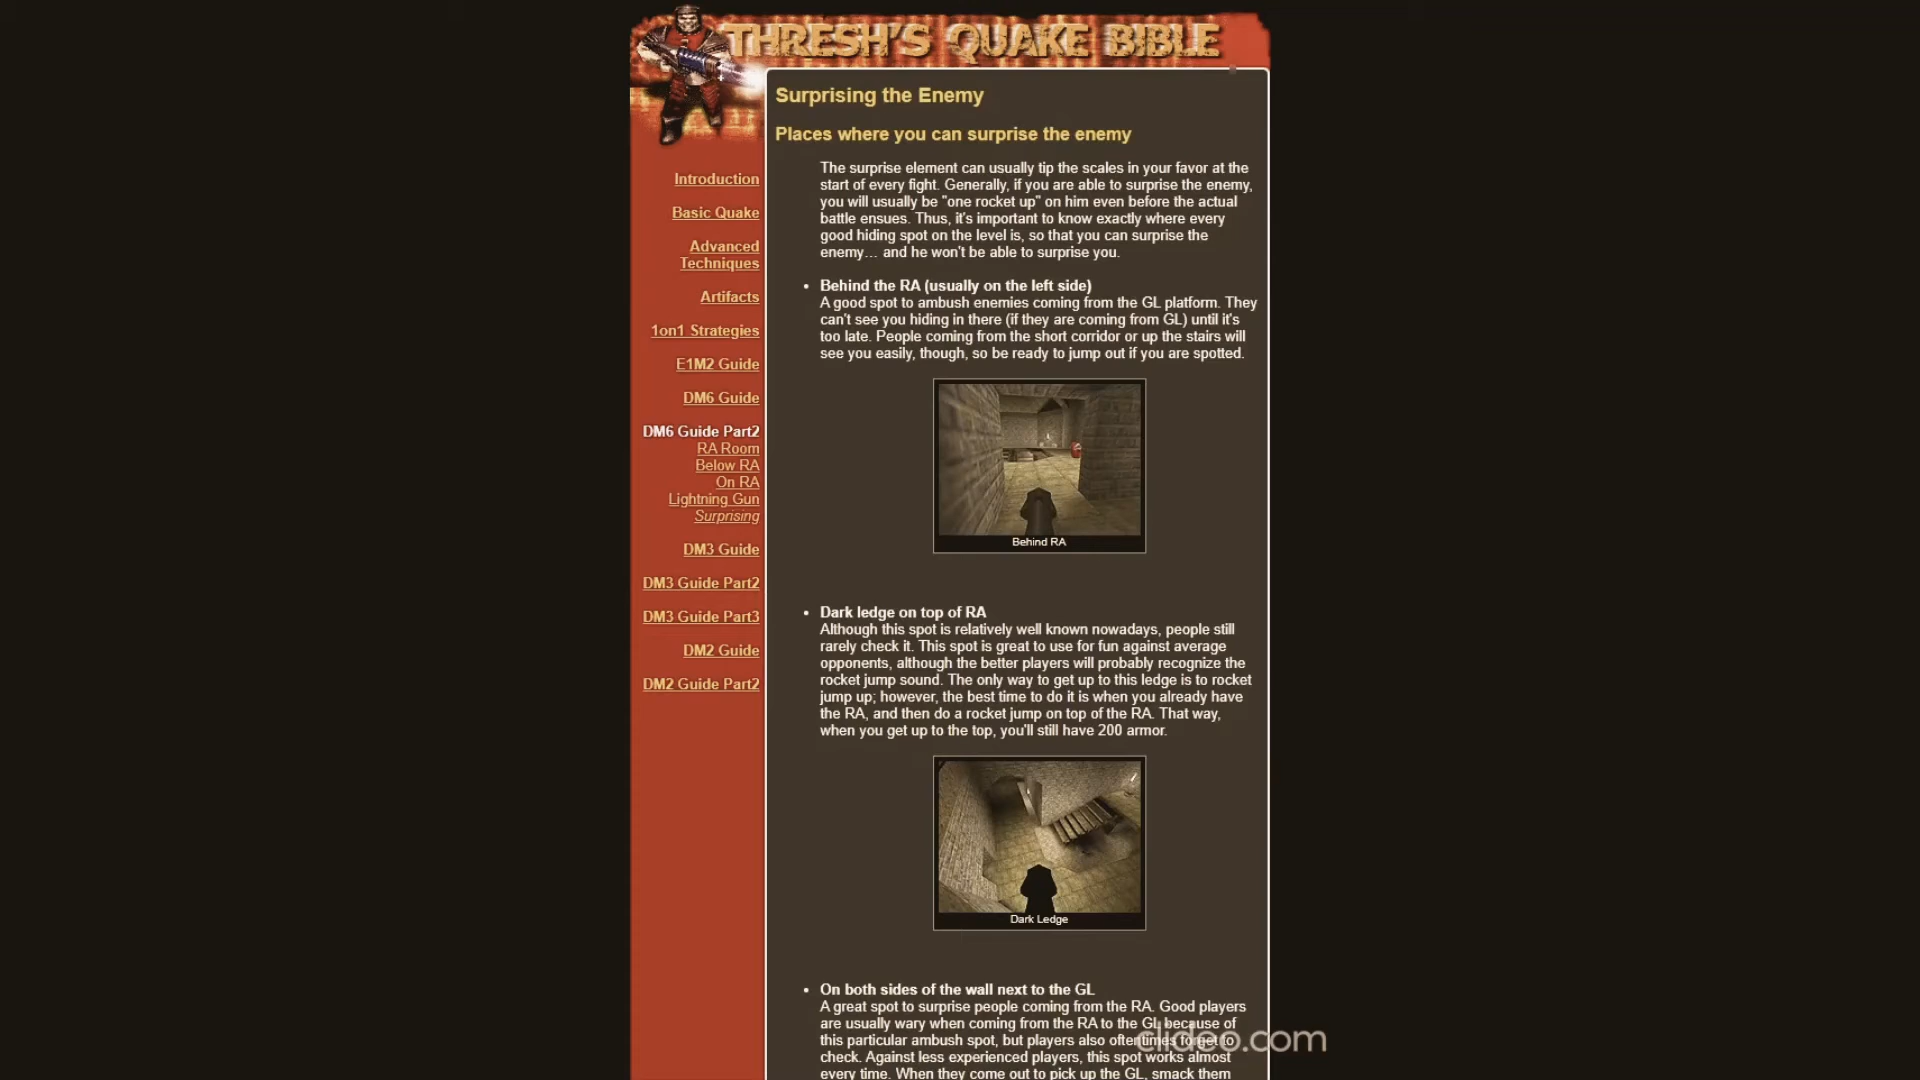 THRESH'S QUAKE BIBLE
Introduction
Basic Quake
Advanced
Techniques
Artifacts
1on1 Strategies
E1M2 Guide
DM6 Guide
DM6 Guide Part2
RA Room
Below RA
On RA
Lightning Gun
Surprising
DM3 Guide
DM3 Guide Part2
DM3 Guide Part3
DM2 Guide
DM2 Guide Part2
Surprising the Enemy
Places where you can surprise the enemy
The surprise element can usually tip the scales in your favor at the
start of every fight. Generally, if you are able to surprise the enemy,
you will usually be "one rocket up" on him even before the actual
battle ensues. Thus, it's important to know exactly where every
good hiding spot on the level is, so that you can surprise the
enemy... and he won't be able to surprise you.
• Behind the RA (usually on the left side)
A good spot to ambush enemies coming from the GL platform. They
can't see you hiding in there (if they are coming from GL) until it's
too late. People coming from the short corridor or up the stairs will
see you easily, though, so be ready to jump out if you are spotted.
Behind RA
• Dark ledge on top of RA
Although this spot is relatively well known nowadays, people still
rarely check it. This spot is great to use for fun against average
opponents, although the better players will probably recognize the
rocket jump sound. The only way to get up to this ledge is to rocket
jump up; however, the best time to do it is when you already have
the RA, and then do a rocket jump on top of the RA. That way,
when you get up to the top, you'll still have 200 armor.
Dark Ledge
• On both sides of the wall next to the GL
A great spot to surprise people coming from the RA. Good players
are usually wary when coming from the RA to the GL because of
this particular ambush spot, but players also oftentimes forget to
check. Against less experienced players, this spot works almost
every time. When they come out to pick up the GL, smack them
clideo.com